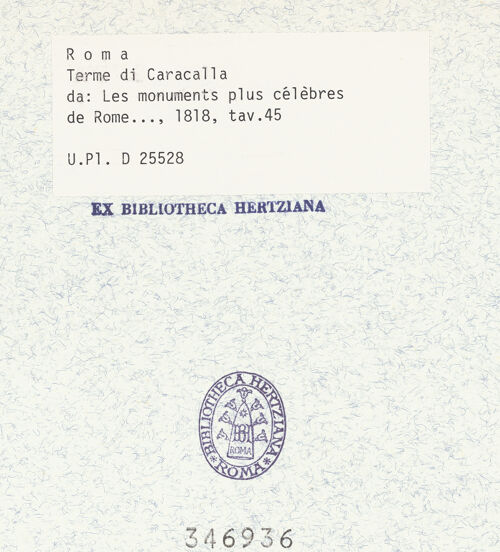 R o m a
Terme di Caracalla
da: Les monuments plus célèbres
de Rome..., 1818, tav.45
U.Pl. D 25528
EX BIBLIOTHECA HERTZIANA
*BIBLIOTHECA HERTZIANA*
BH
ROMA
ROMA
346936